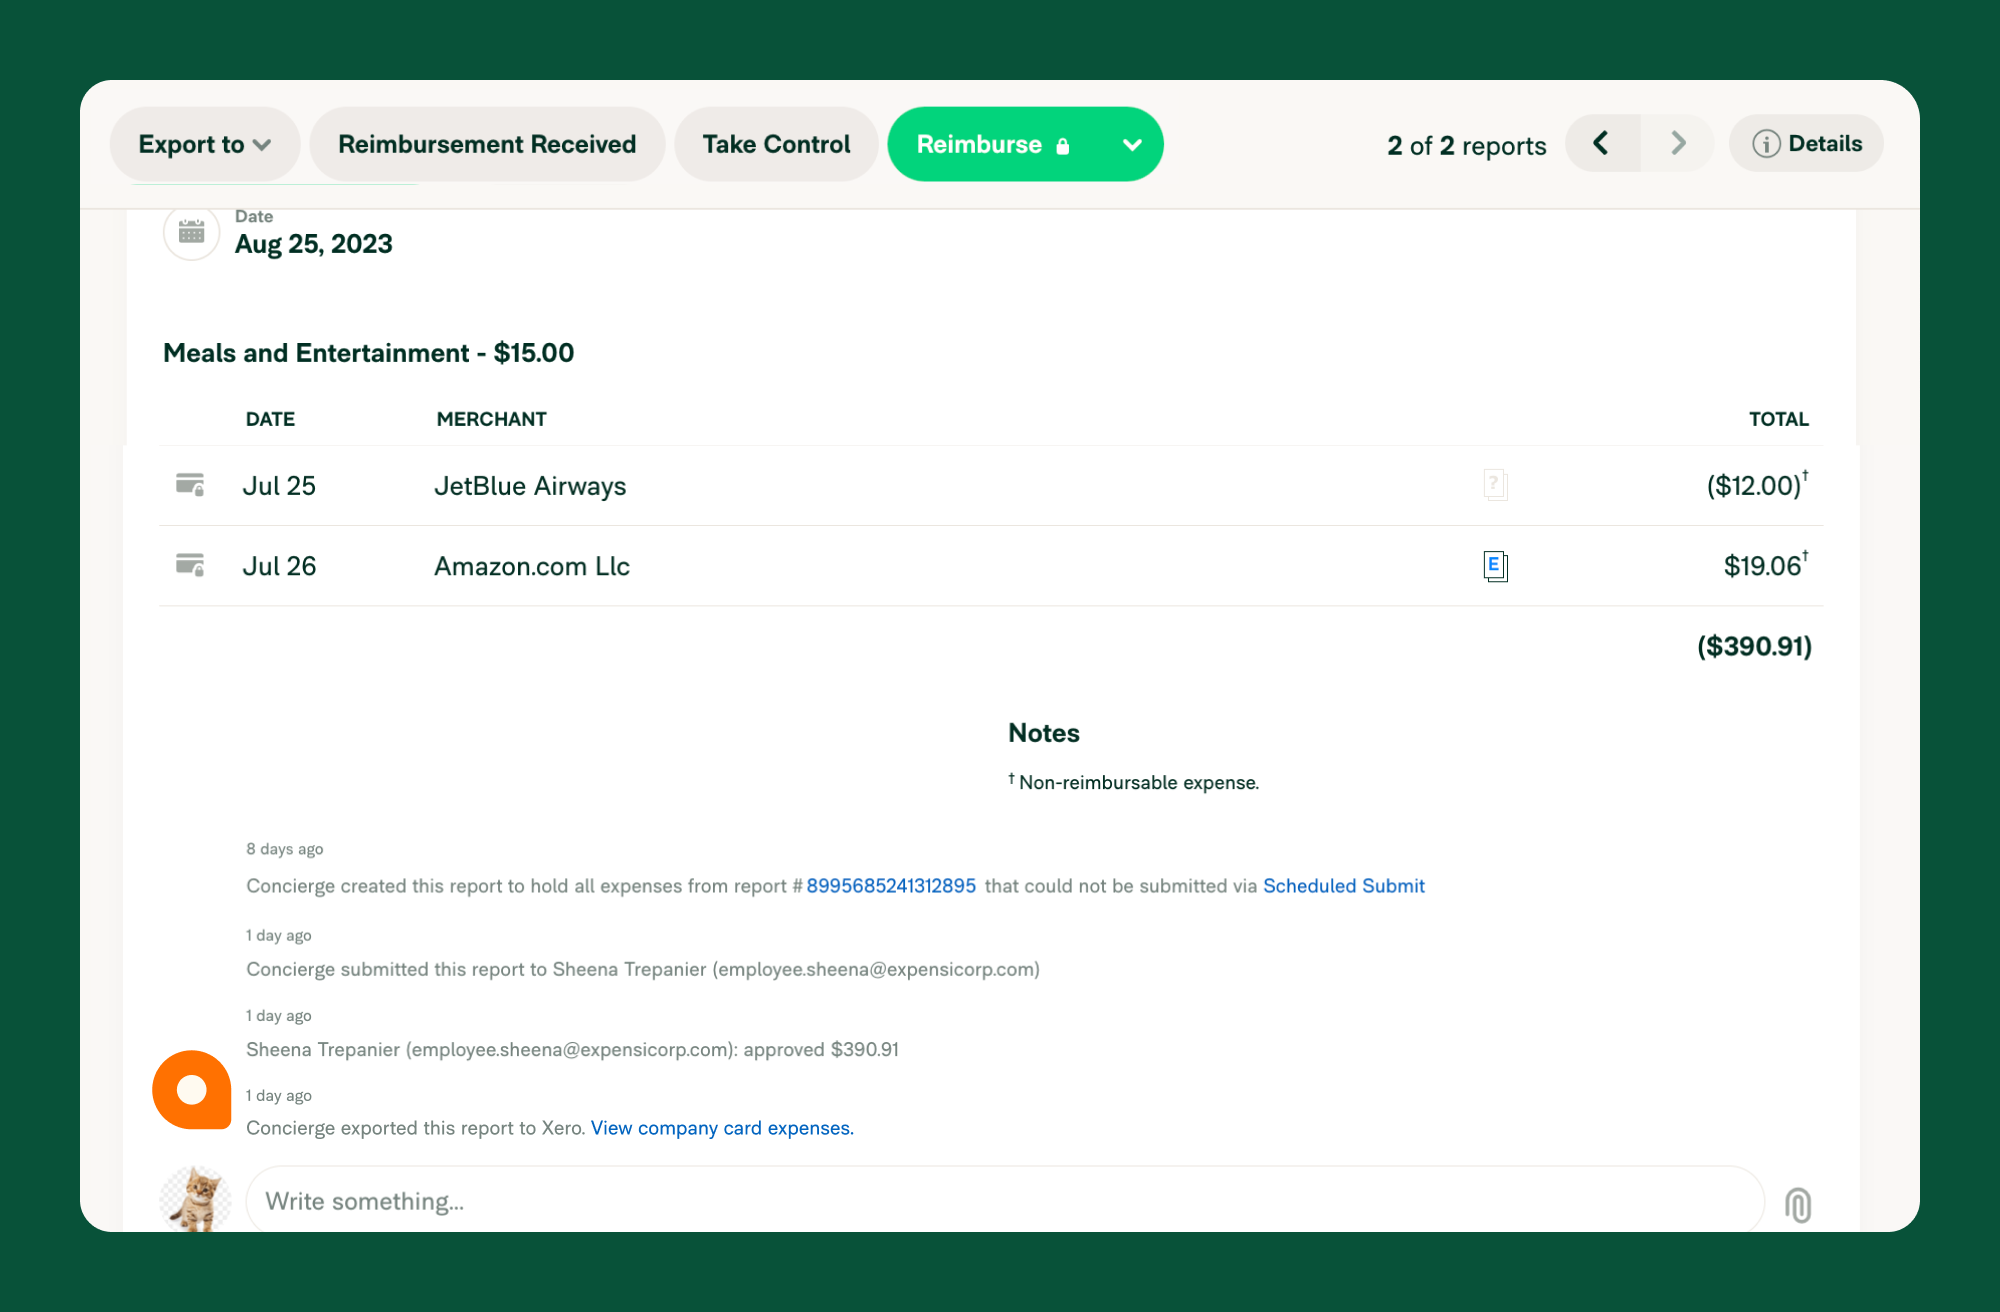 Export to
Reimbursement Received
Take Control
Reimburse
2 of 2 reports
Details
Date
Aug 25, 2023
Meals and Entertainment - $15.00
DATE MERCHANT TOTAL
Jul 25 JetBlue Airways ? ($12.00)†
Jul 26 Amazon.com Llc E $19.06†
($390.91)
Notes
† Non-reimbursable expense.
8 days ago
Concierge created this report to hold all expenses from report #8995685241312895 that could not be submitted via Scheduled Submit
1 day ago
Concierge submitted this report to Sheena Trepanier (employee.sheena@expensicorp.com)
1 day ago
Sheena Trepanier (employee.sheena@expensicorp.com): approved $390.91
1 day ago
Concierge exported this report to Xero. View company card expenses.
Write something...